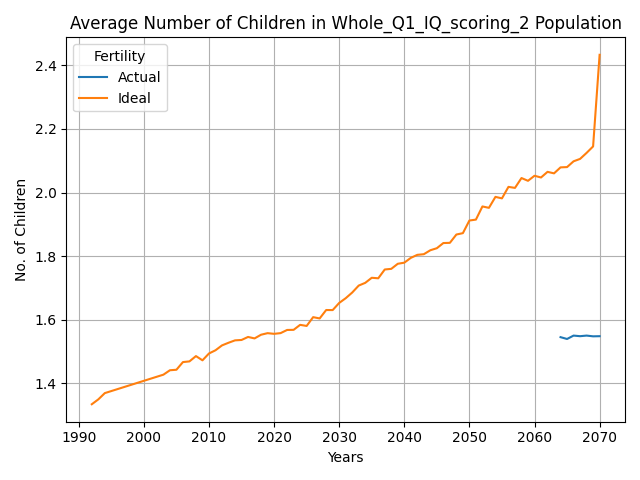 Average Number of Children in Whole_Q1_IQ_scoring_2 Population
Fertility
Actual
Ideal
No. of Children
2.4
2.2
2.0
1.8
1.6
1.4
1990 2000 2010 2020 2030 2040 2050 2060 2070
Years